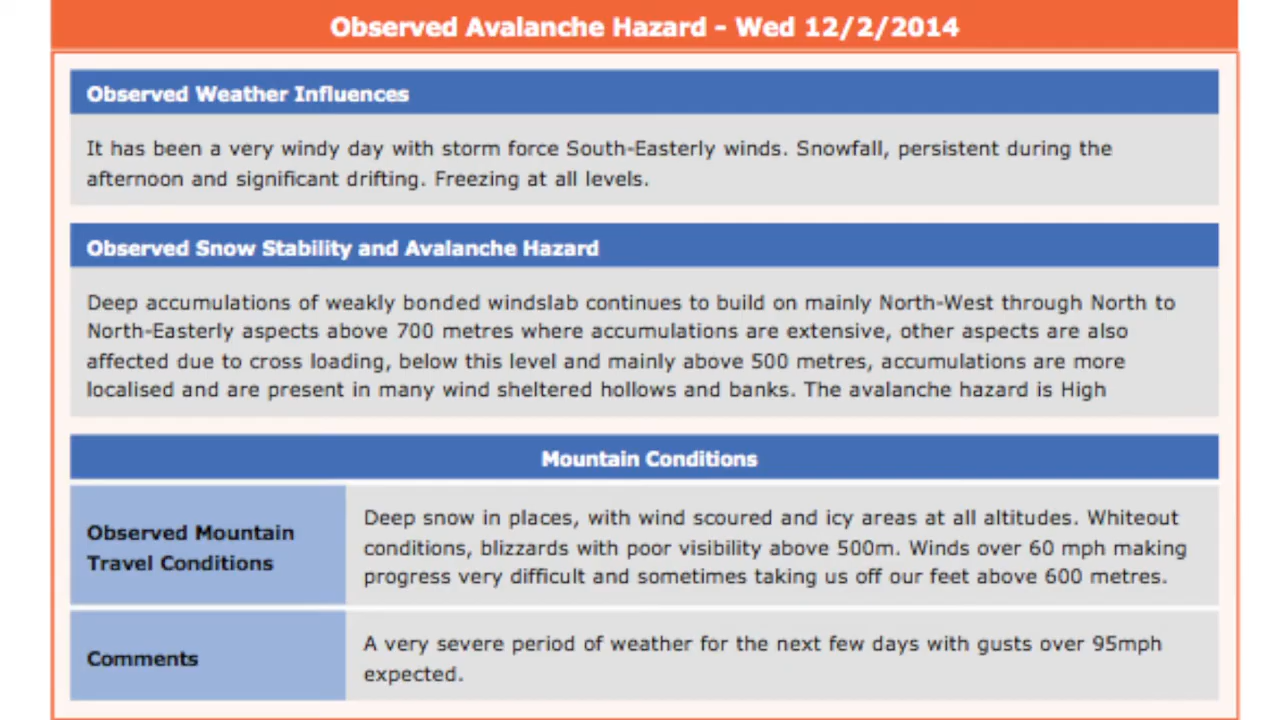 Observed Avalanche Hazard - Wed 12/2/2014
Observed Weather Influences
It has been a very windy day with storm force South-Easterly winds. Snowfall, persistent during the
afternoon and significant drifting. Freezing at all levels.
Observed Snow Stability and Avalanche Hazard
Deep accumulations of weakly bonded windslab continues to build on mainly North-West through North to
North-Easterly aspects above 700 metres where accumulations are extensive, other aspects are also
affected due to cross loading, below this level and mainly above 500 metres, accumulations are more
localised and are present in many wind sheltered hollows and banks. The avalanche hazard is High
Mountain Conditions
Observed Mountain
Travel Conditions
Deep snow in places, with wind scoured and icy areas at all altitudes. Whiteout
conditions, blizzards with poor visibility above 500m. Winds over 60 mph making
progress very difficult and sometimes taking us off our feet above 600 metres.
Comments
A very severe period of weather for the next few days with gusts over 95mph
expected.